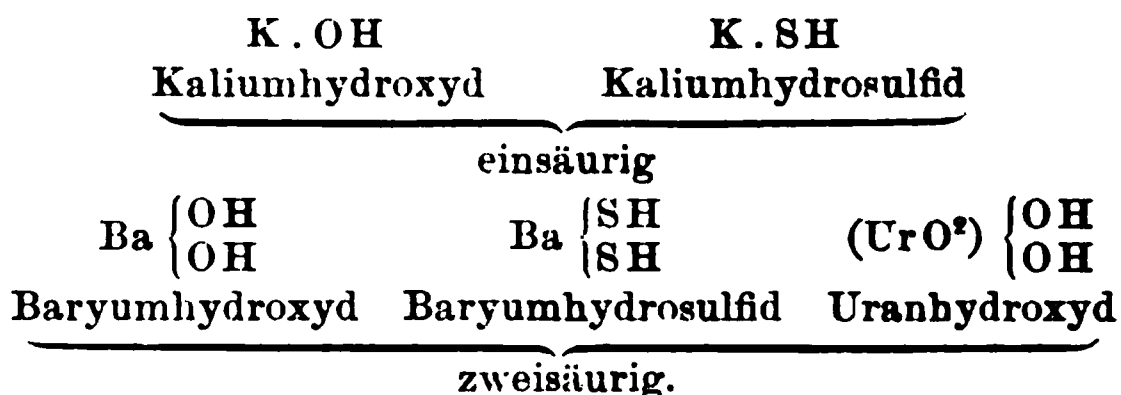 K.OH K.SH
Kaliumhydroxyd Kaliumhydrosulfid
einsäurig
Ba {OH OH Ba {SH SH (UrO²) {OH OH
Baryumhydroxyd Baryumhydrosulfid Uranhydroxyd
zweisäurig.